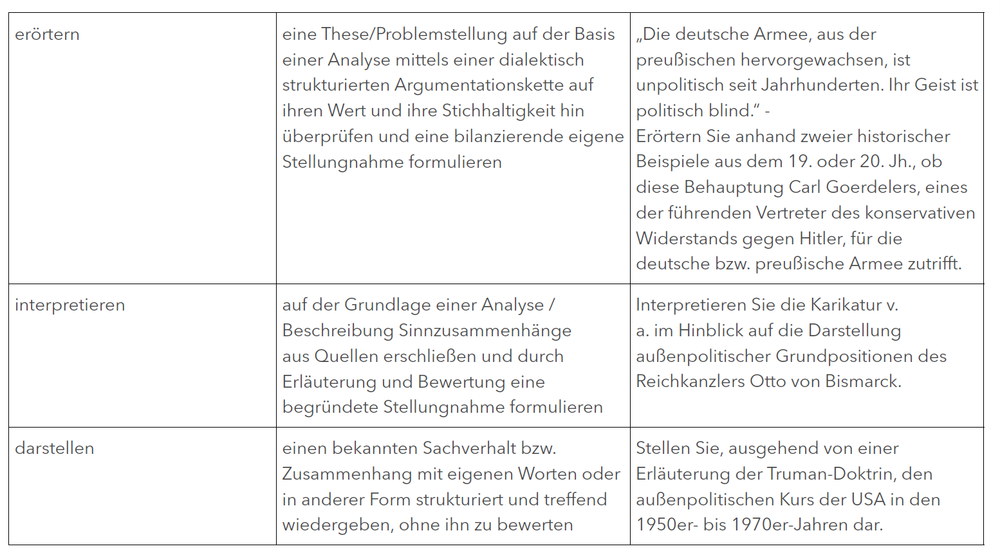 erörtern
eine These/Problemstellung auf der Basis
einer Analyse mittels einer dialektisch
strukturierten Argumentationskette auf
ihren Wert und ihre Stichhaltigkeit hin
überprüfen und eine bilanzierende eigene
Stellungnahme formulieren
„Die deutsche Armee, aus der
preußischen hervorgewachsen, ist
unpolitisch seit Jahrhunderten. Ihr Geist ist
politisch blind.“ -
Erörtern Sie anhand zweier historischer
Beispiele aus dem 19. oder 20. Jh., ob
diese Behauptung Carl Goerdelers, eines
der führenden Vertreter des konservativen
Widerstands gegen Hitler, für die
deutsche bzw. preußische Armee zutrifft.
interpretieren
auf der Grundlage einer Analyse /
Beschreibung Sinnzusammenhänge
aus Quellen erschließen und durch
Erläuterung und Bewertung eine
begründete Stellungnahme formulieren
Interpretieren Sie die Karikatur v.
a. im Hinblick auf die Darstellung
außenpolitischer Grundpositionen des
Reichkanzlers Otto von Bismarck.
darstellen
einen bekannten Sachverhalt bzw.
Zusammenhang mit eigenen Worten oder
in anderer Form strukturiert und treffend
wiedergeben, ohne ihn zu bewerten
Stellen Sie, ausgehend von einer
Erläuterung der Truman-Doktrin, den
außenpolitischen Kurs der USA in den
1950er- bis 1970er-Jahren dar.